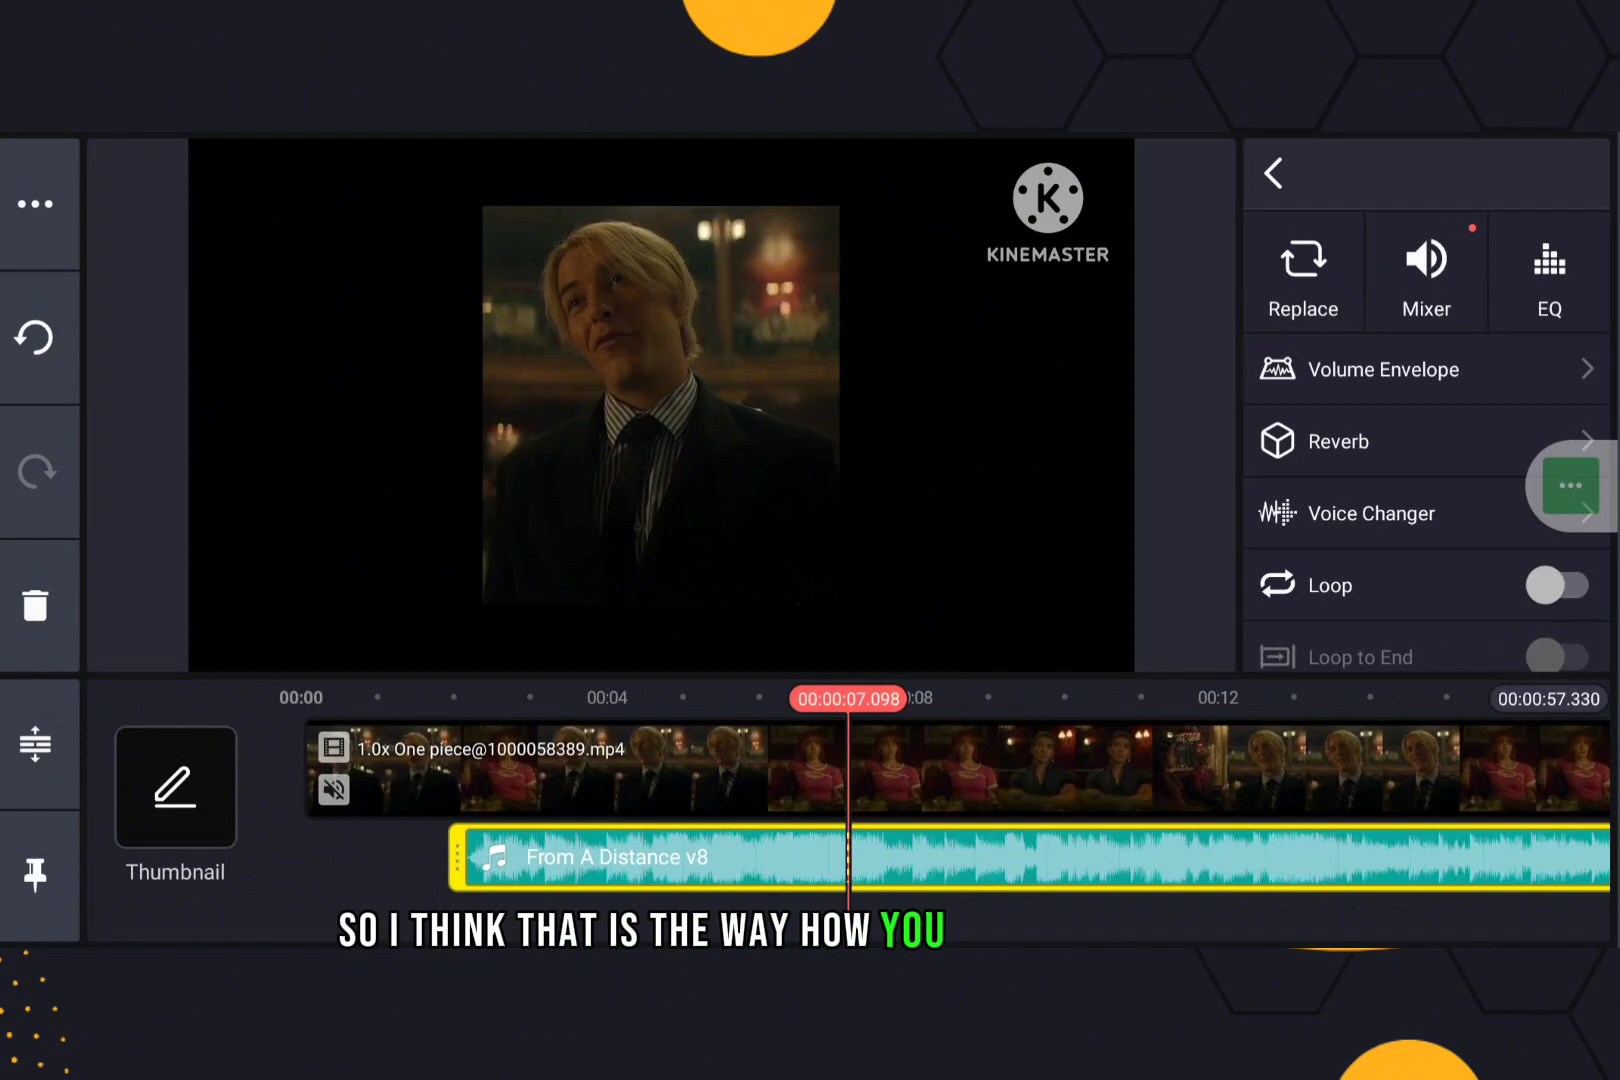 K
KINEMASTER
Replace
Mixer
EQ
Volume Envelope
Reverb
Voice Changer
Loop
Loop to End
00:00
00:04
00:00:07.098
:08
00:12
00:00:57.330
1.0x One piece@1000058389.mp4
Thumbnail
From A Distance v8
SO I THINK THAT IS THE WAY HOW YOU